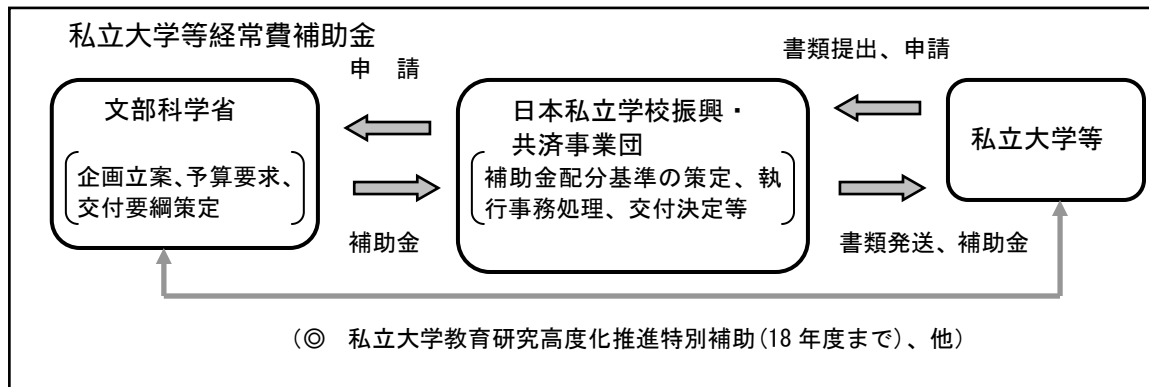 私立大学等経常費補助金
申　請
書類提出、申請
文部科学省
企画立案、予算要求、
交付要綱策定
日本私立学校振興・
共済事業団
補助金配分基準の策定、執
行事務処理、交付決定等
私立大学等
補助金
書類発送、補助金
（◎　私立大学教育研究高度化推進特別補助(18 年度まで)、他）